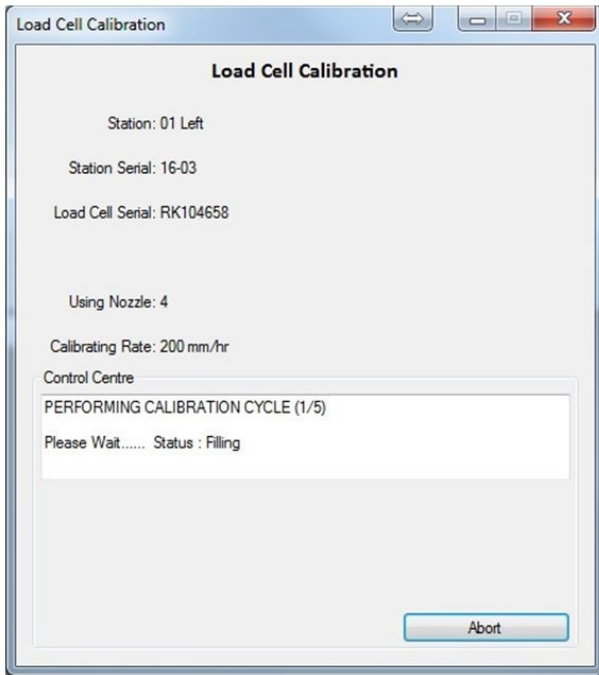 Load Cell Calibration
Load Cell Calibration
Station: 01 Left
Station Serial: 16-03
Load Cell Serial: RK104658
Using Nozzle: 4
Calibrating Rate: 200 mm/hr
Control Centre
PERFORMING CALIBRATION CYCLE (1/5)
Please Wait...... Status : Filling
Abort